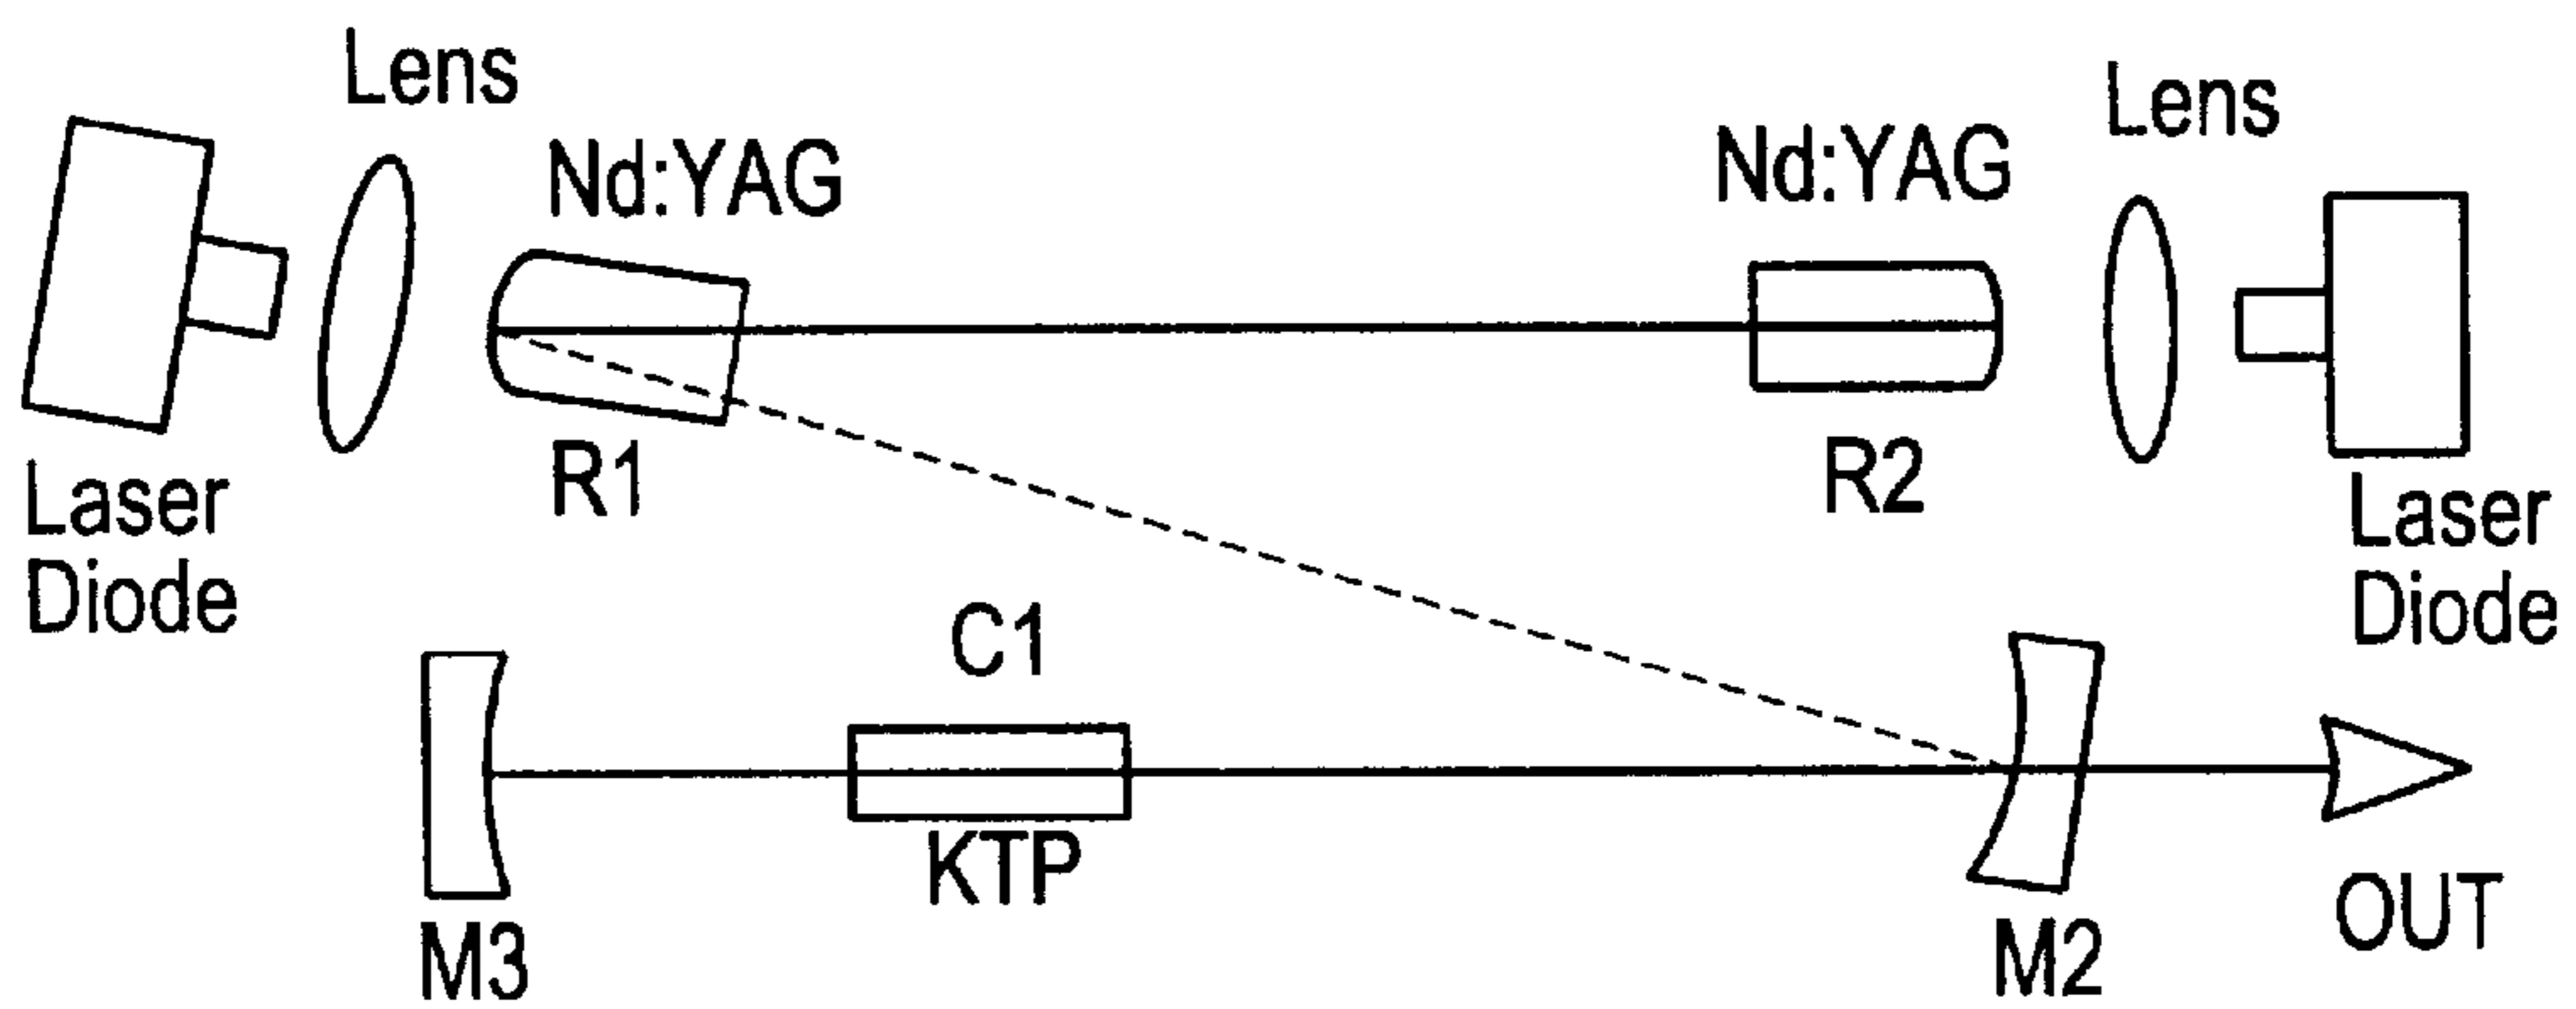 Lens
Nd:YAG
Nd:YAG
Lens
R1
R2
Laser
Diode
Laser
Diode
C1
KTP
M3
M2
OUT